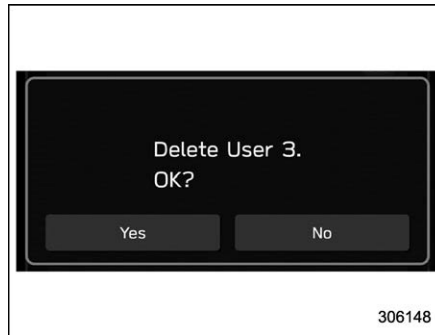 Delete User 3.
OK?
Yes No
306148